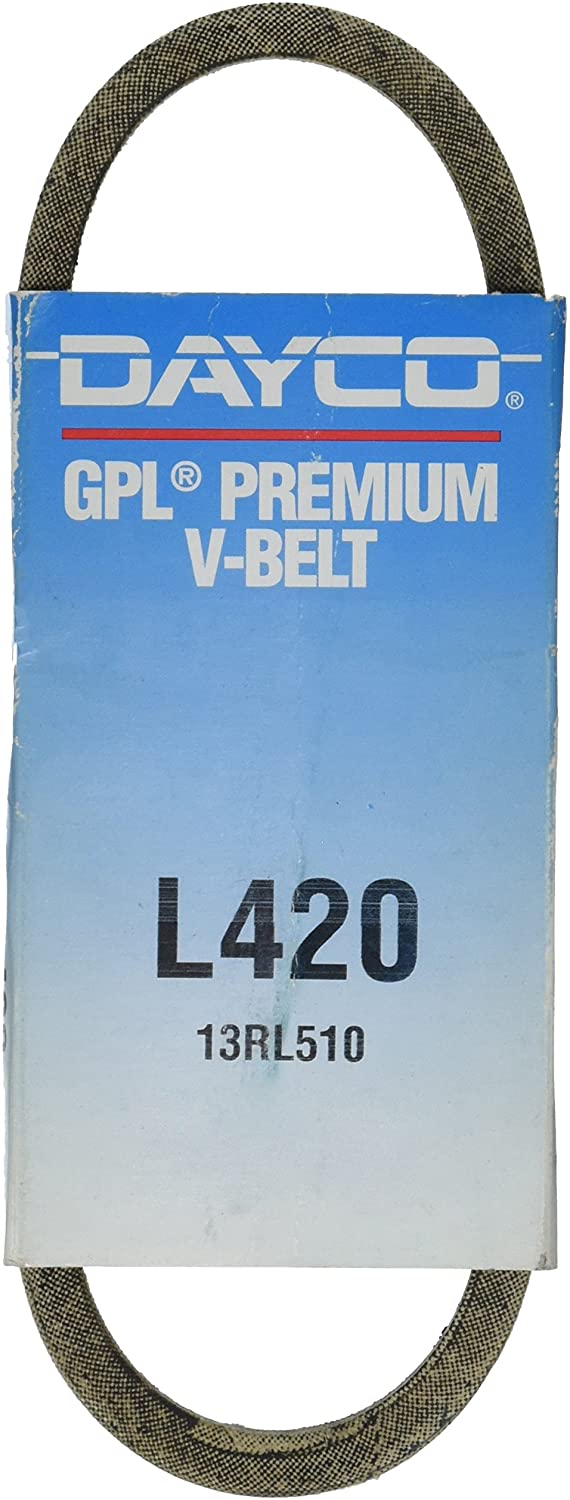 DAYCO®
GPL® PREMIUM
V-BELT
L420
13RL510